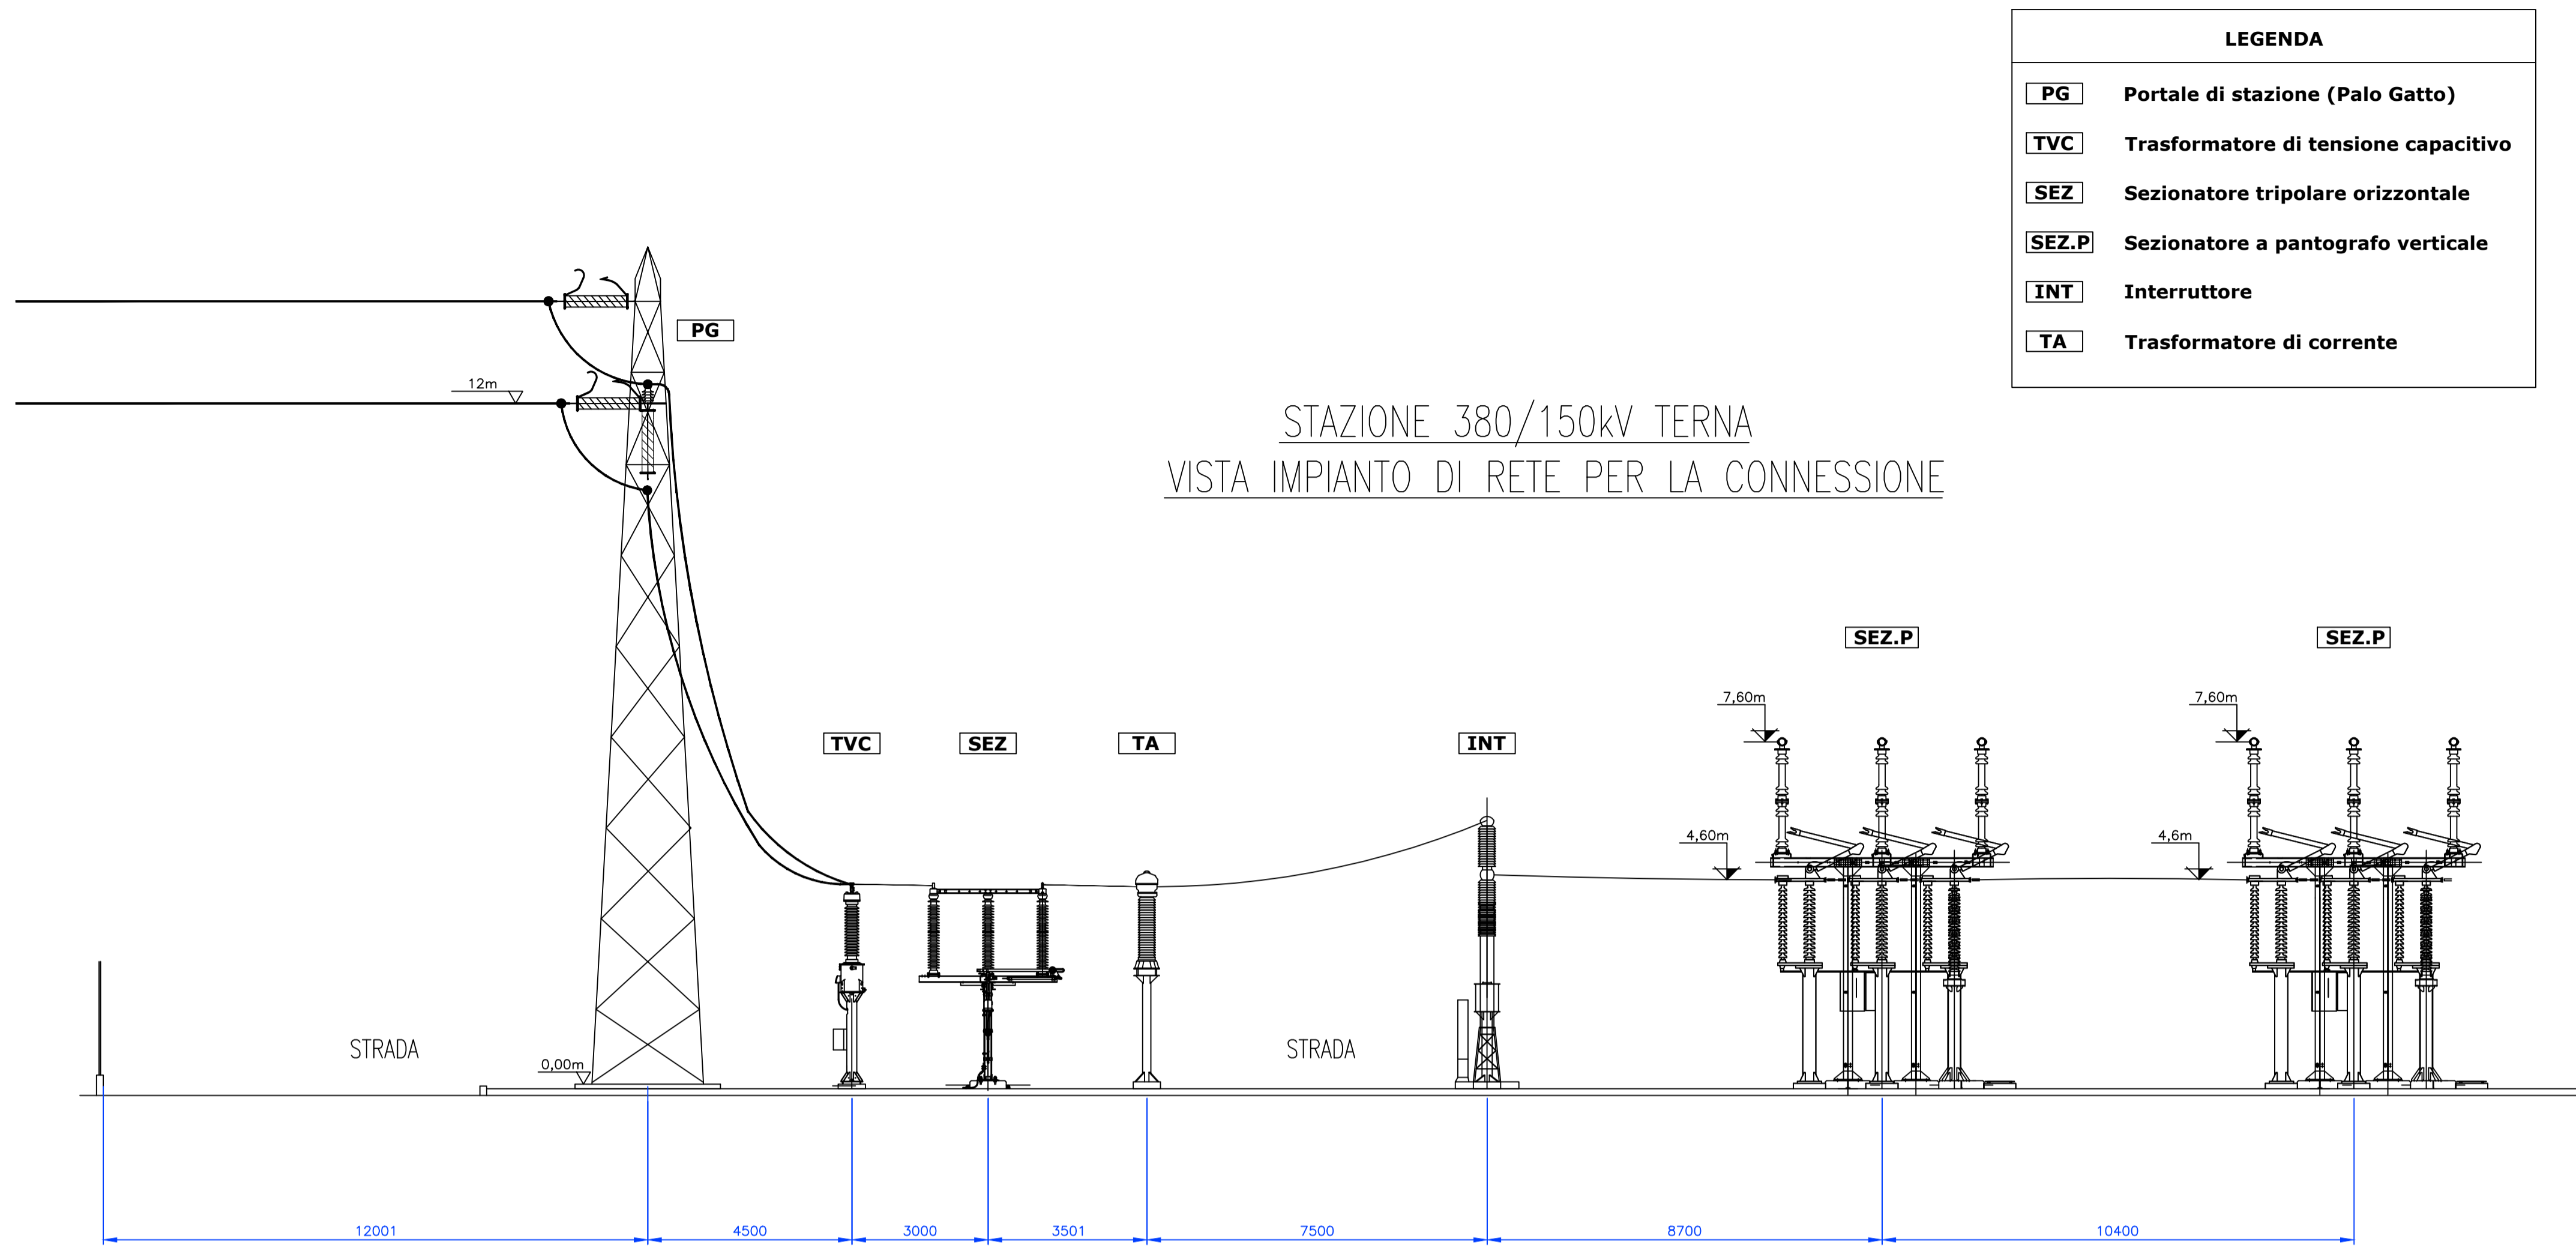 LEGENDA
PG Portale di stazione (Palo Gatto)
TVC Trasformatore di tensione capacitivo
SEZ Sezionatore tripolare orizzontale
SEZ.P Sezionatore a pantografo verticale
INT Interruttore
TA Trasformatore di corrente
PG
12m
STAZIONE 380/150kV TERNA
VISTA IMPIANTO DI RETE PER LA CONNESSIONE
SEZ.P SEZ.P
7,60m 7,60m
TVC SEZ TA INT
4,60m 4,6m
STRADA STRADA
0,00m
12001 4500 3000 3501 7500 8700 10400